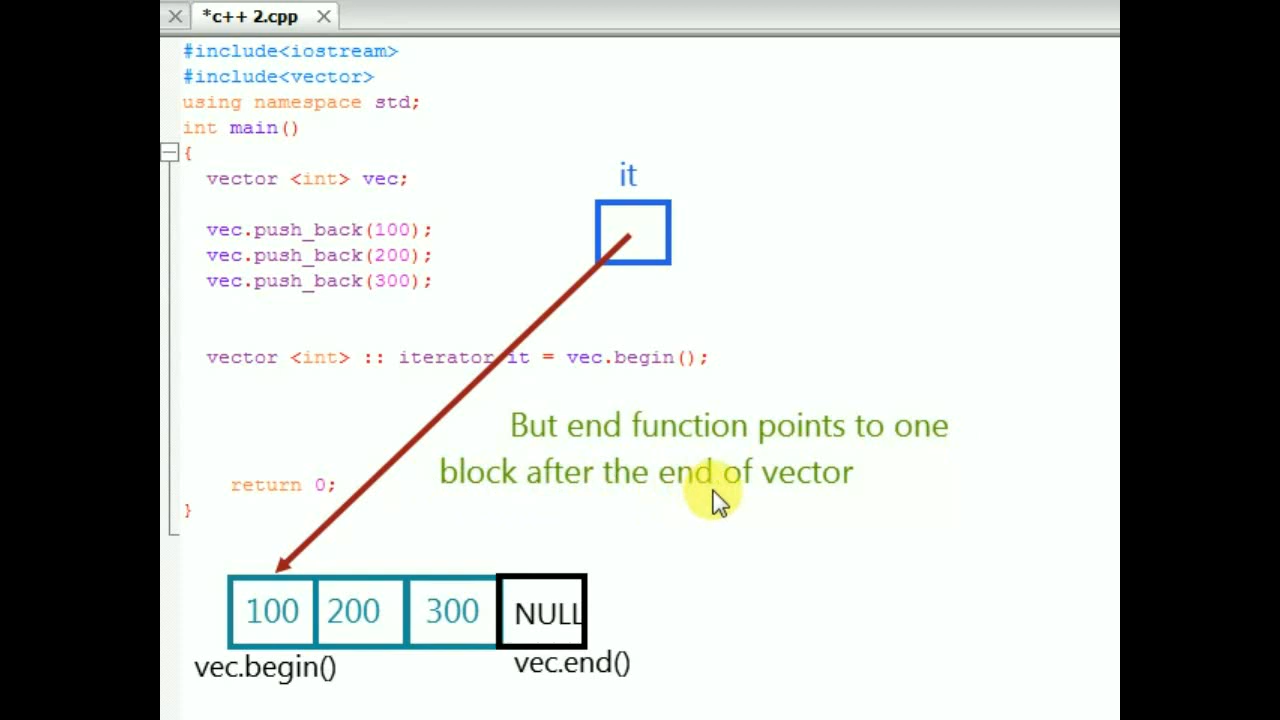 *c++ 2.cpp
#include<iostream>
#include<vector>
using namespace std;
int main()
{
vector <int> vec;
it
vec.push_back(100);
vec.push_back(200);
vec.push_back(300);
vector <int> :: iterator it = vec.begin();
But end function points to one
block after the end of vector
return 0;
}
100 200 300 NULL
vec.begin() vec.end()